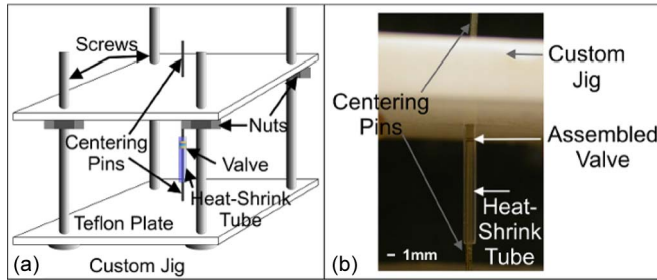 Screws
Centering
Pins
Nuts
Valve
Heat-Shrink
Tube
Teflon Plate
Custom Jig
(a)
Custom
Jig
Centering
Pins
Assembled
Valve
Heat-
Shrink
Tube
1mm
(b)